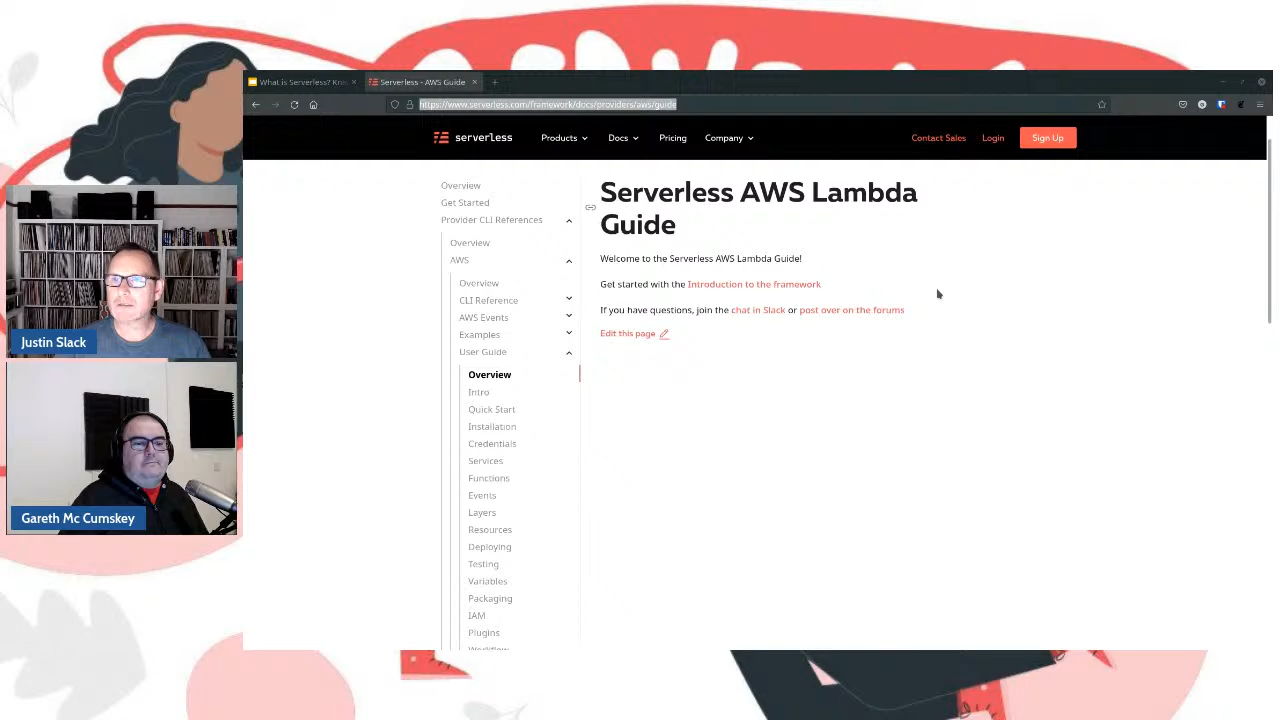 What is Serverless? Kno
Serverless - AWS Guide
https://www.serverless.com/framework/docs/providers/aws/guide
serverless
Products
Docs
Pricing
Company
Contact Sales
Login
Sign Up
Overview
Get Started
Provider CLI References
Overview
AWS
Overview
CLI Reference
AWS Events
Examples
User Guide
Overview
Intro
Quick Start
Installation
Credentials
Services
Functions
Events
Layers
Resources
Deploying
Testing
Variables
Packaging
IAM
Plugins
Workflow
Serverless AWS Lambda
Guide
Welcome to the Serverless AWS Lambda Guide!
Get started with the Introduction to the framework
If you have questions, join the chat in Slack or post over on the forums
Edit this page
Justin Slack
Gareth Mc Cumskey